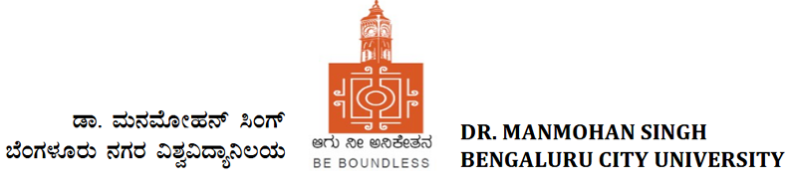 ಡಾ. ಮನಮೋಹನ್ ಸಿಂಗ್
ಬೆಂಗಳೂರು ನಗರ ವಿಶ್ವವಿದ್ಯಾನಿಲಯ
ಆಗು ನೀ ಅನಿಕೇತನ
BE BOUNDLESS
DR. MANMOHAN SINGH
BENGALURU CITY UNIVERSITY